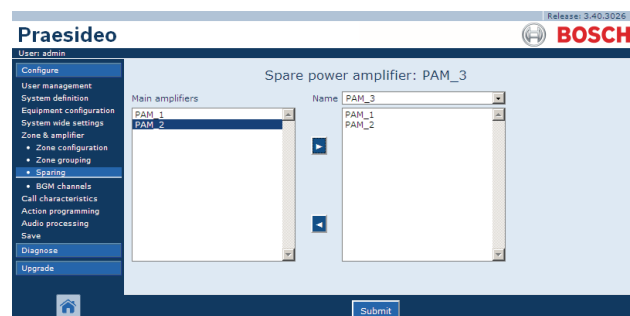 Release: 3.40.3026
Praesideo
BOSCH
User: admin
Configure
User management
System definition
Equipment configuration
System wide settings
Zone & amplifier
• Zone configuration
• Zone grouping
• Sparing
• BGM channels
Call characteristics
Action programming
Audio processing
Save
Diagnose
Upgrade
Spare power amplifier: PAM_3
Main amplifiers
PAM_1
PAM_2
Name PAM_3
PAM_1
PAM_2
Submit